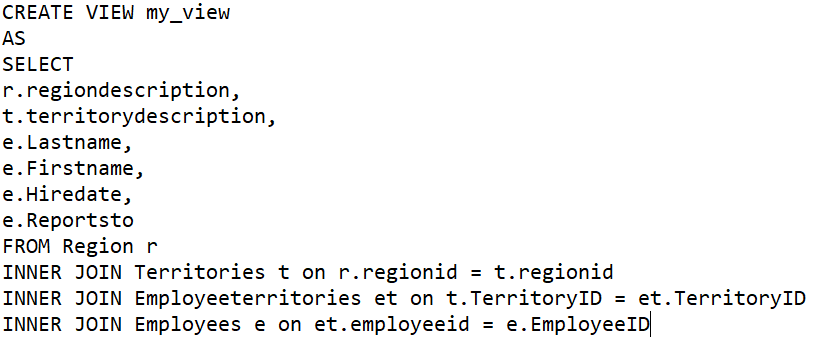 CREATE VIEW my_view
AS
SELECT
r.regiondescription,
t.territorydescription,
e.Lastname,
e.Firstname,
e.Hiredate,
e.Reportsto
FROM Region r
INNER JOIN Territories t on r.regionid = t.regionid
INNER JOIN Employeeterritories et on t.TerritoryID = et.TerritoryID
INNER JOIN Employees e on et.employeeid = e.EmployeeID